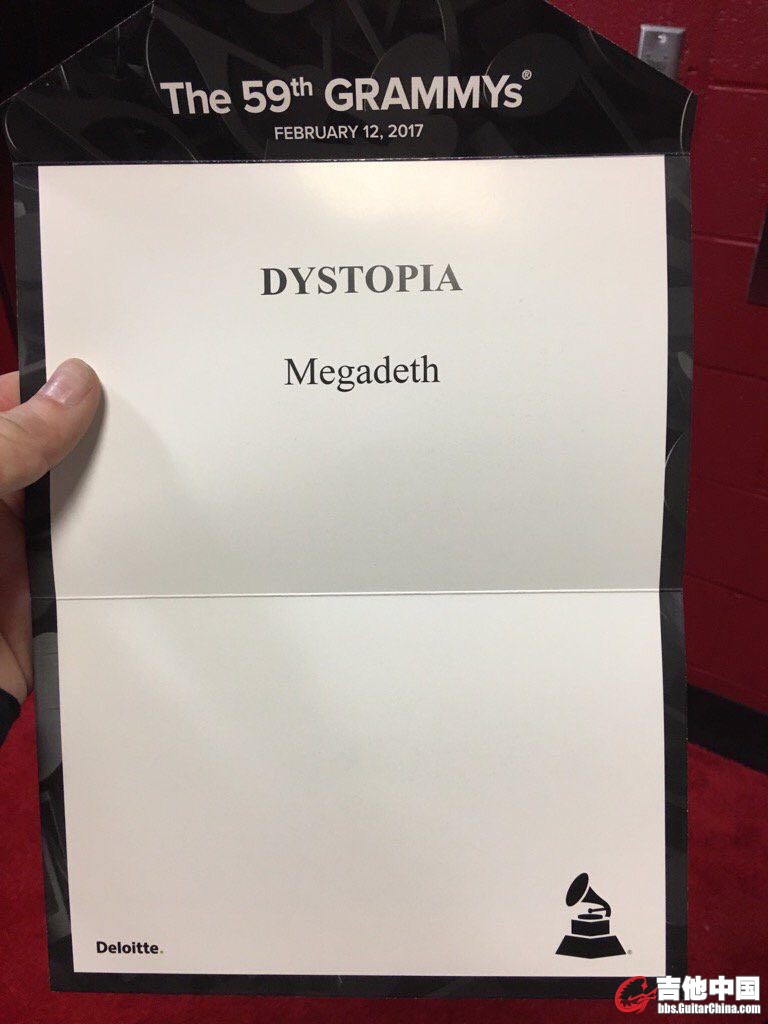 The 59th GRAMMYs®
FEBRUARY 12, 2017
DYSTOPIA
Megadeth
Deloitte.
®
吉他中国
bbs.GuitarChina.com